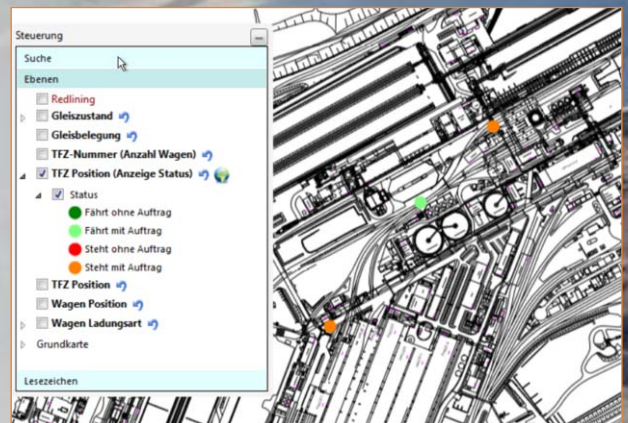 Steuerung
Suche
Ebenen
Redlining
Gleiszustand
Gleisbelegung
TFZ-Nummer (Anzahl Wagen)
TFZ Position (Anzeige Status)
Status
Fährt ohne Auftrag
Fährt mit Auftrag
Steht ohne Auftrag
Steht mit Auftrag
TFZ Position
Wagen Position
Wagen Ladungsart
Grundkarte
Lesezeichen